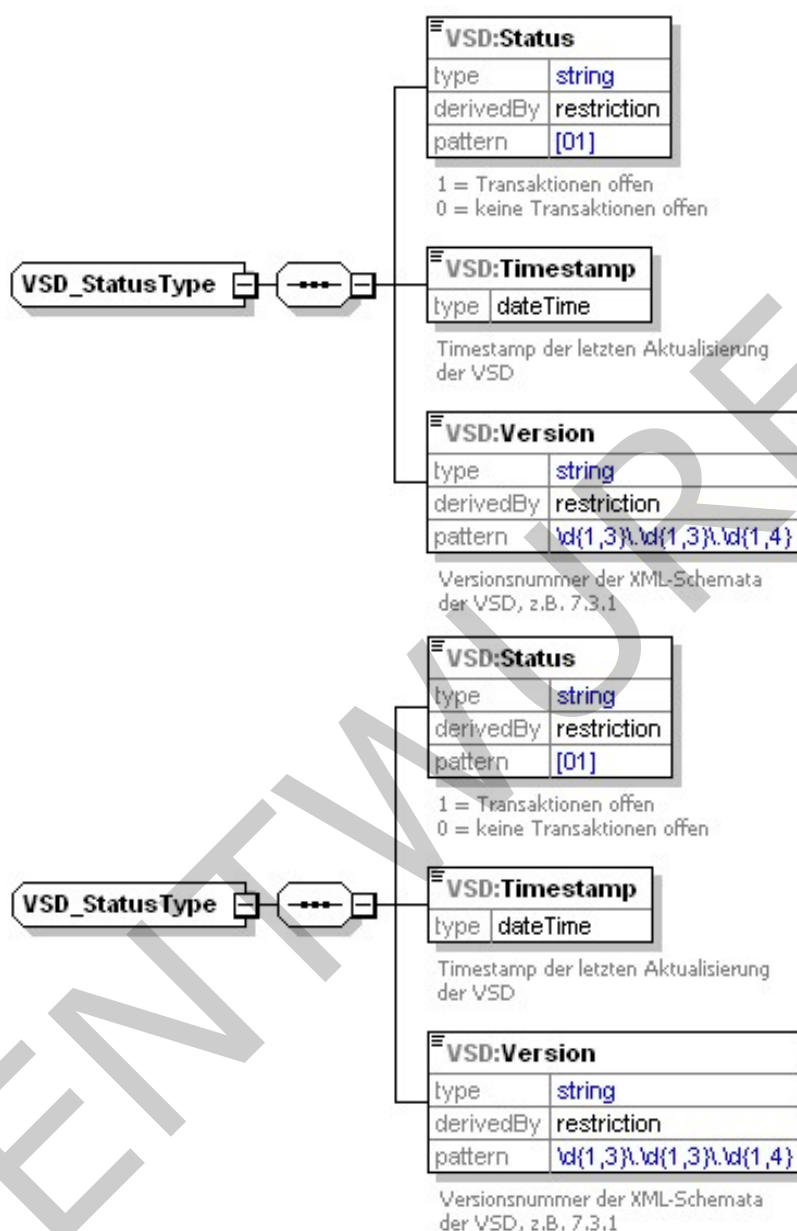 VSD:Status
type string
derivedBy restriction
pattern [01]
1 = Transaktionen offen
0 = keine Transaktionen offen
VSD_StatusType
VSD:Timestamp
type dateTime
Timestamp der letzten Aktualisierung
der VSD
VSD:Version
type string
derivedBy restriction
pattern \d{1,3}\.\d{1,3}\.\d{1,4}
Versionsnummer der XML-Schemata
der VSD, z.B. 7.3.1
VSD:Status
type string
derivedBy restriction
pattern [01]
1 = Transaktionen offen
0 = keine Transaktionen offen
VSD_StatusType
VSD:Timestamp
type dateTime
Timestamp der letzten Aktualisierung
der VSD
VSD:Version
type string
derivedBy restriction
pattern \d{1,3}\.\d{1,3}\.\d{1,4}
Versionsnummer der XML-Schemata
der VSD, z.B. 7.3.1
ENTWURF